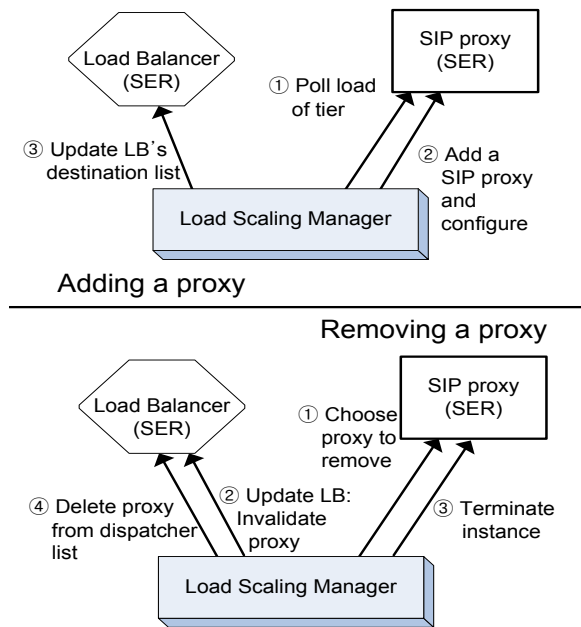 Load Balancer
(SER)
SIP proxy
(SER)
① Poll load
of tier
③ Update LB's
destination list
② Add a
SIP proxy
and
configure
Load Scaling Manager
Adding a proxy
Removing a proxy
Load Balancer
(SER)
SIP proxy
(SER)
① Choose
proxy to
remove
④ Delete proxy
from dispatcher
list
② Update LB:
Invalidate
proxy
③ Terminate
instance
Load Scaling Manager